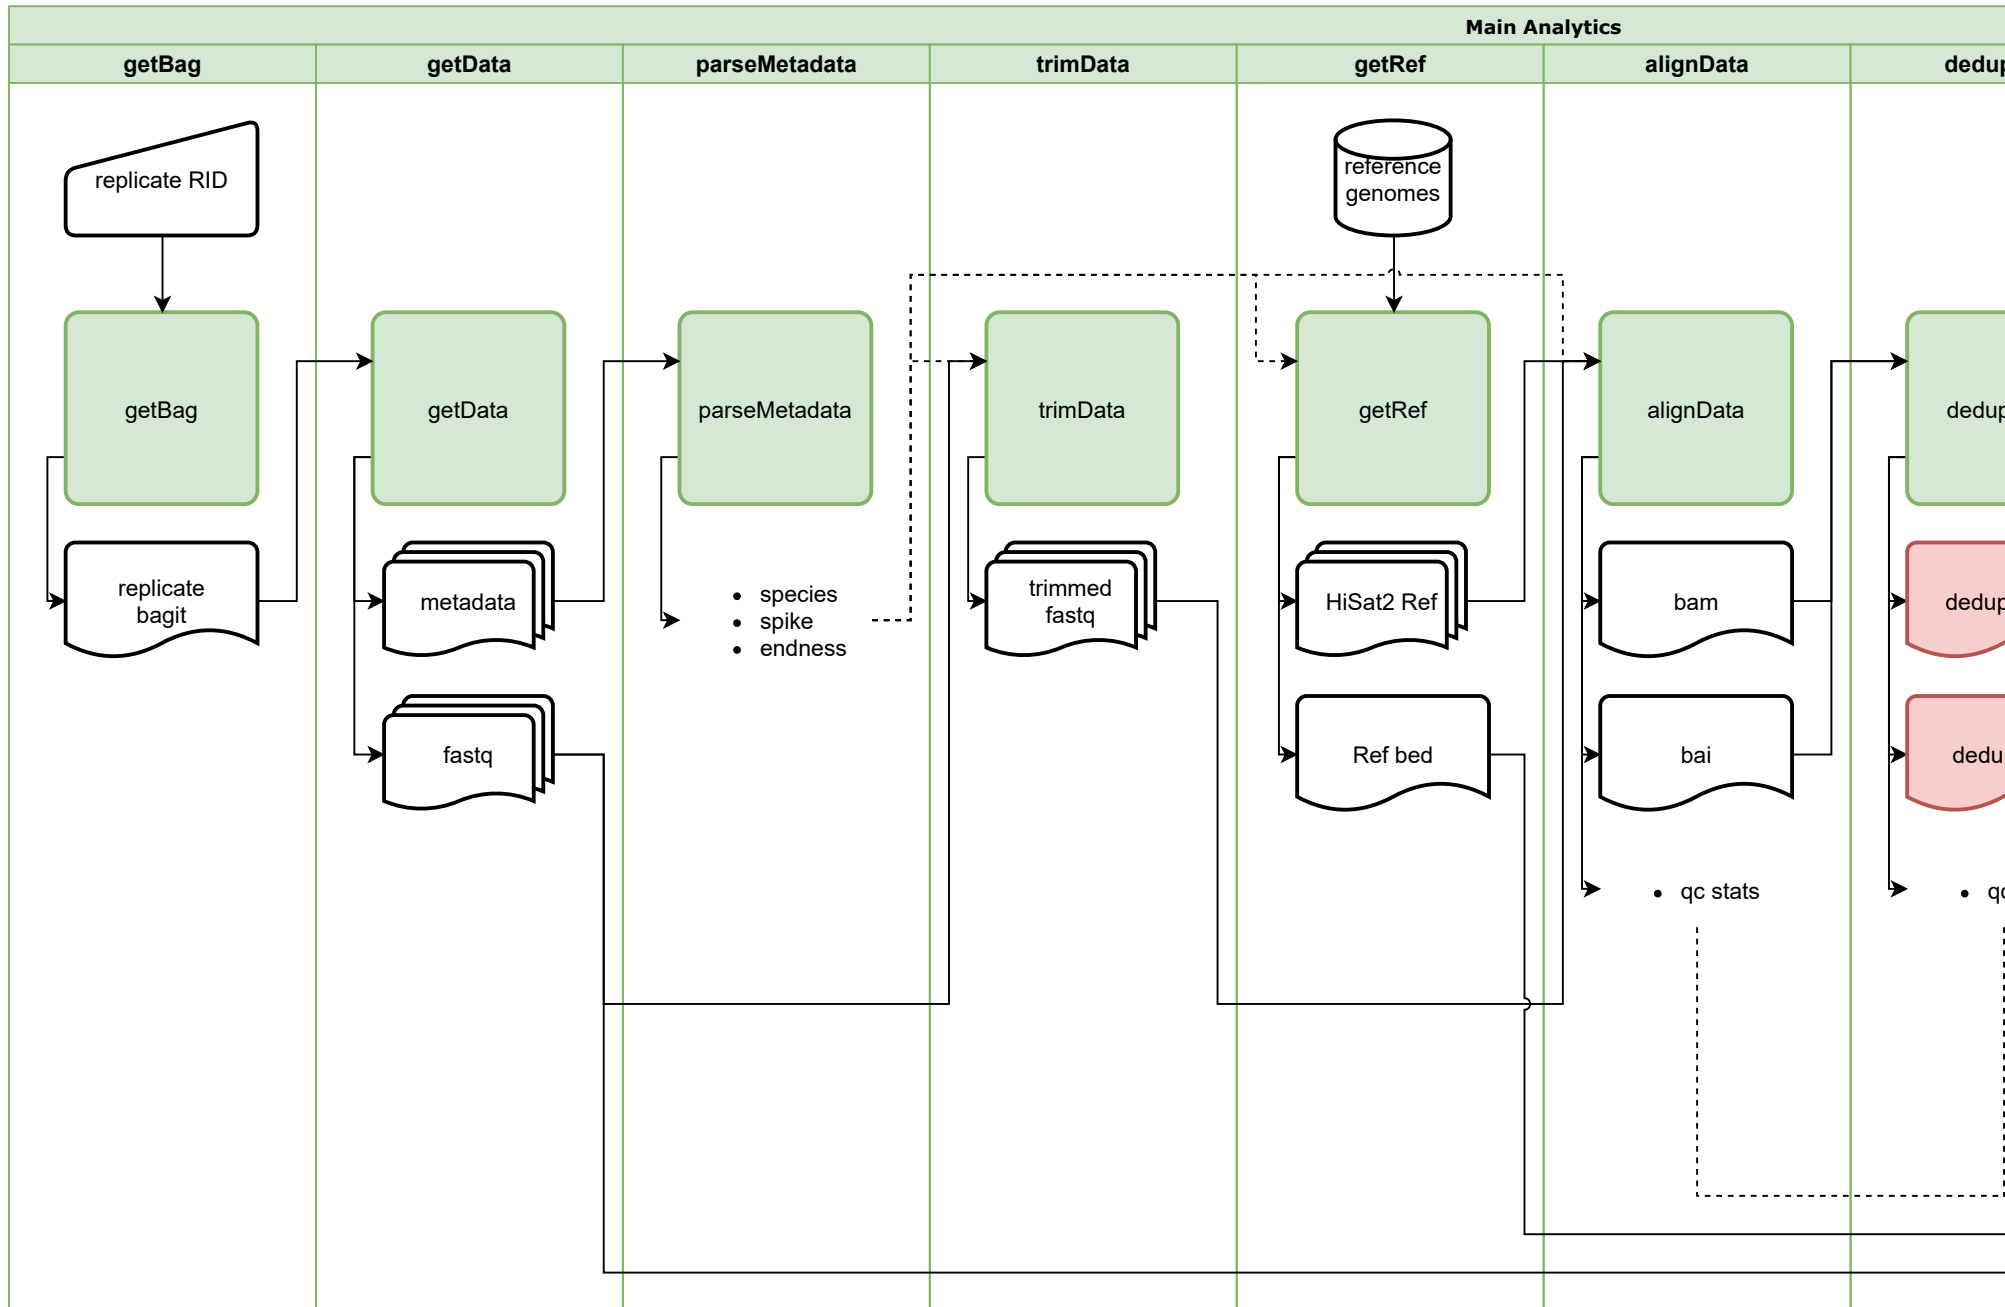 Main Analytics
getBag
getData
parseMetadata
trimData
getRef
alignData
replicate RID
reference
genomes
getBag
getData
parseMetadata
trimData
getRef
alignData
replicate
bagit
metadata
• species
• spike
• endness
trimmed
fastq
HiSat2 Ref
bam
fastq
Ref bed
bai
• qc stats